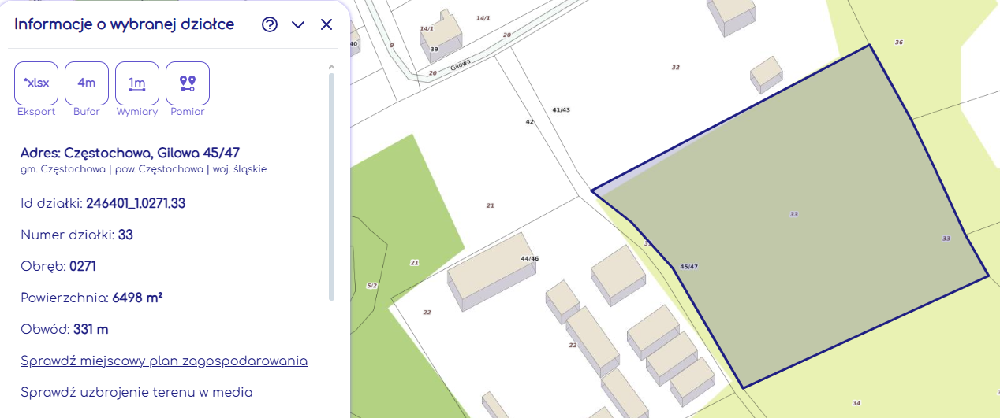 Informacje o wybranej działce
*xlsx 4m 1m
Eksport Bufor Wymiary Pomiar
Adres: Częstochowa, Gilowa 45/47
gm. Częstochowa | pow. Częstochowa | woj. śląskie
Id działki: 246401_1.0271.33
Numer działki: 33
Obręb: 0271
Powierzchnia: 6498 m²
Obwód: 331 m
Sprawdź miejscowy plan zagospodarowania
Sprawdź uzbrojenie terenu w media
14/1
14/1
20
40
9
39
36
Gilowa
20
32
41/43
42
21
33
33
44/46
45/47
21
5/2
22
22
34